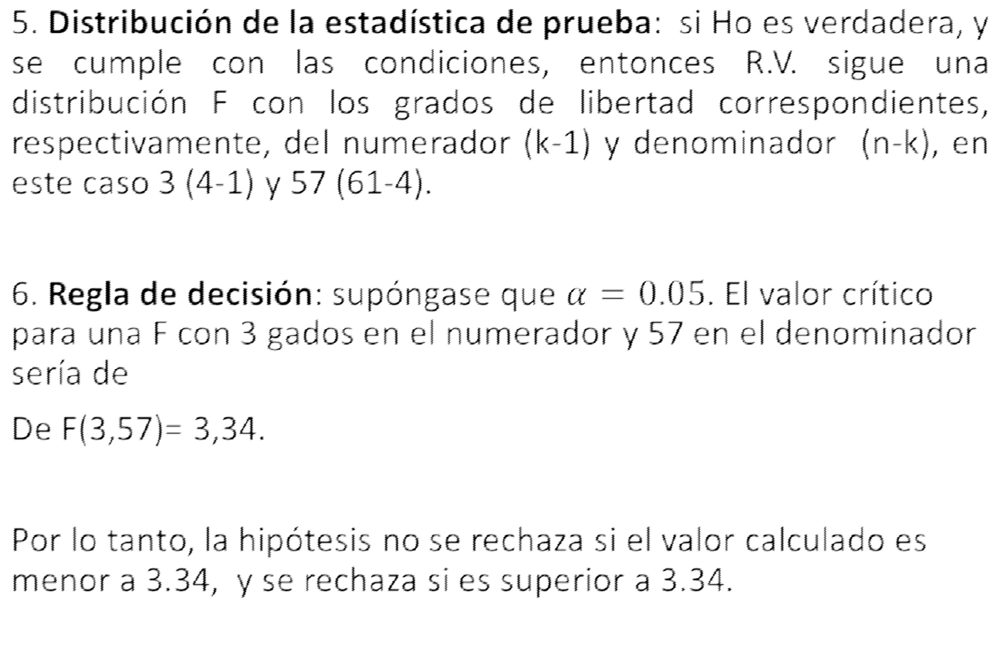 5. Distribución de la estadística de prueba: si Ho es verdadera, y
se cumple con las condiciones, entonces R.V. sigue una
distribución F con los grados de libertad correspondientes,
respectivamente, del numerador (k-1) y denominador (n-k), en
este caso 3 (4-1) y 57 (61-4).
6. Regla de decisión: supóngase que α = 0.05. El valor crítico
para una F con 3 gados en el numerador y 57 en el denominador
sería de
De F(3,57)= 3,34.
Por lo tanto, la hipótesis no se rechaza si el valor calculado es
menor a 3.34, y se rechaza si es superior a 3.34.